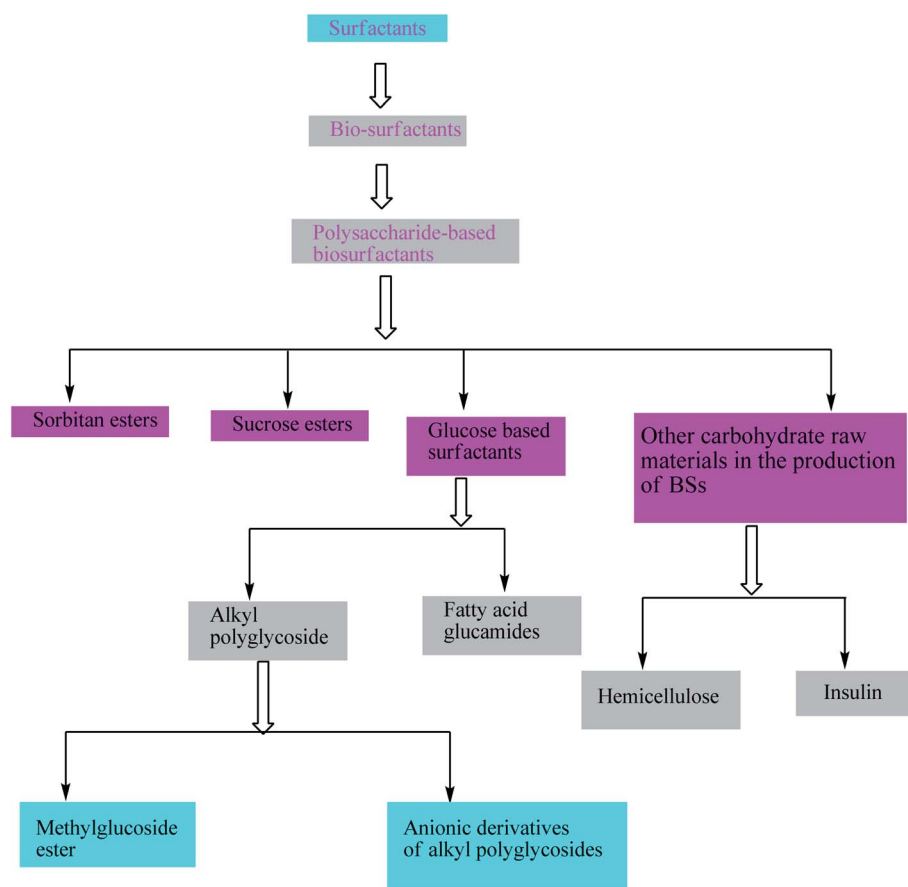 Surfactants
Bio-surfactants
Polysaccharide-based
biosurfactants
Sorbitan esters
Sucrose esters
Glucose based
surfactants
Other carbohydrate raw
materials in the production
of BSs
Alkyl
polyglycoside
Fatty acid
glucamides
Hemicellulose
Insulin
Methylglucoside
ester
Anionic derivatives
of alkyl polyglycosides